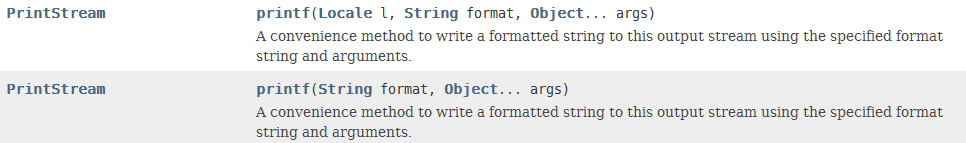 PrintStream printf(Locale l, String format, Object... args)
A convenience method to write a formatted string to this output stream using the specified format
string and arguments.
PrintStream printf(String format, Object... args)
A convenience method to write a formatted string to this output stream using the specified format
string and arguments.